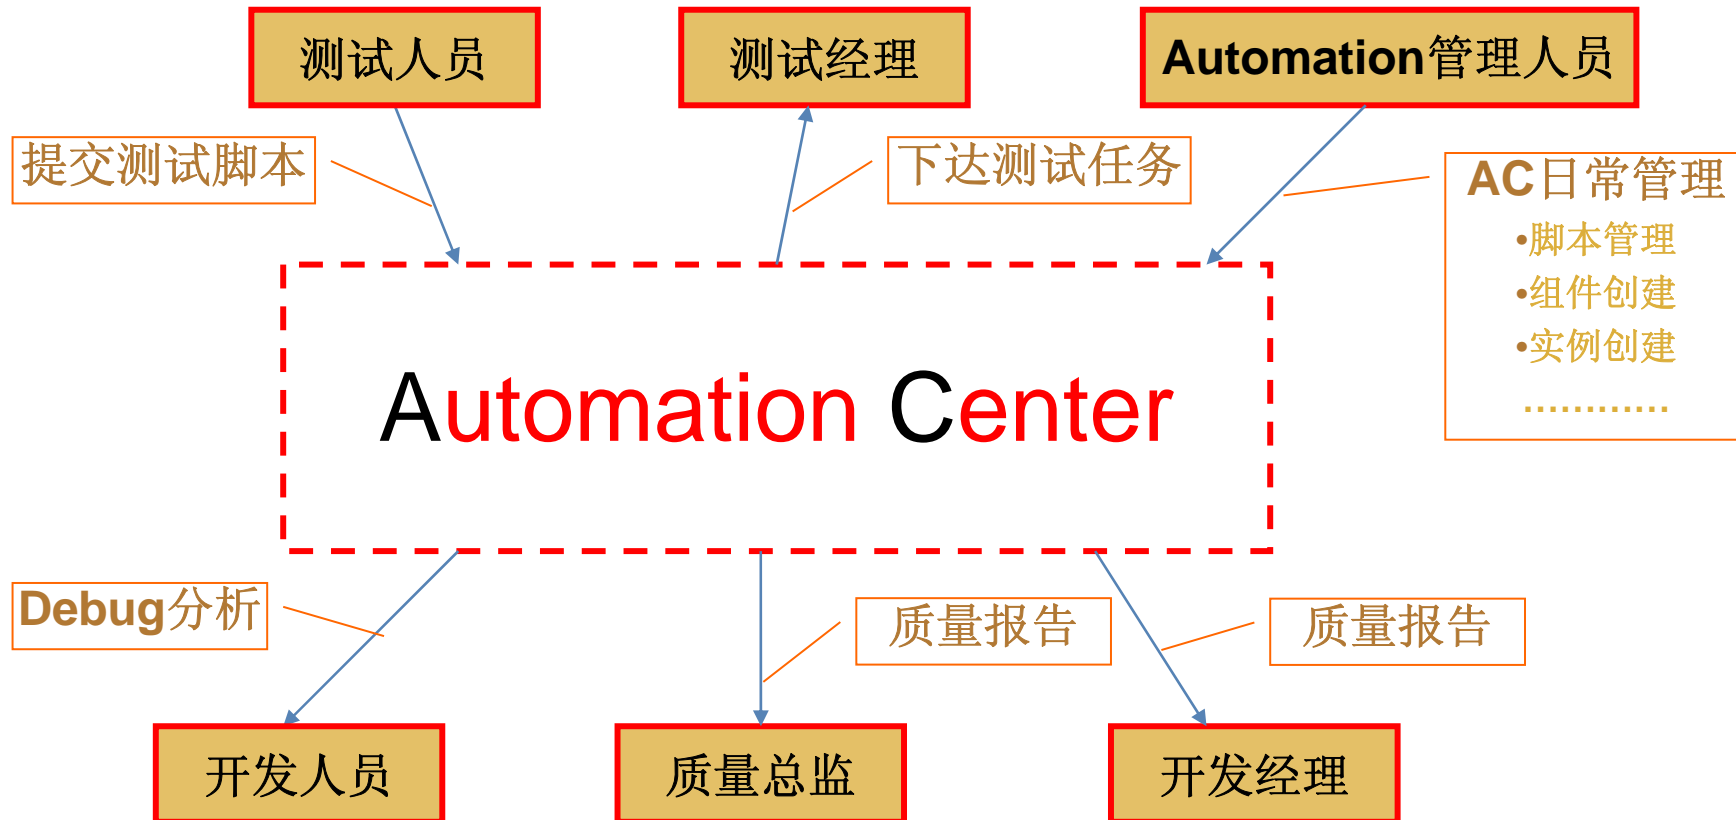 测试人员
测试经理
Automation管理人员
提交测试脚本
下达测试任务
AC日常管理
•脚本管理
•组件创建
•实例创建
…………
Automation Center
Debug分析
质量报告
质量报告
开发人员
质量总监
开发经理